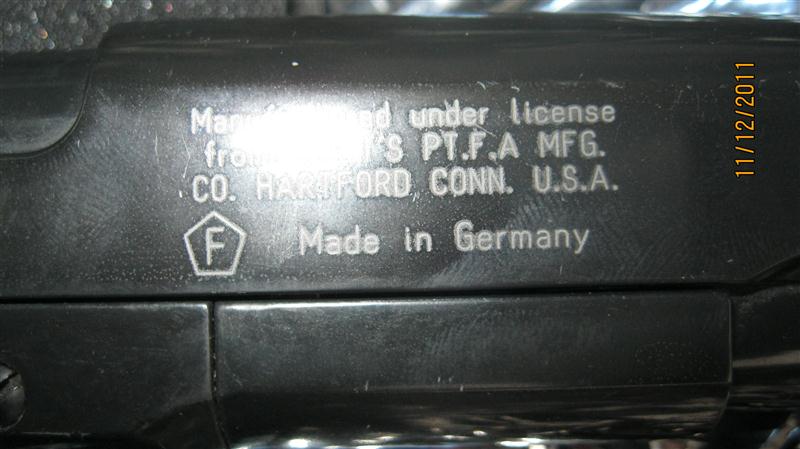 under license
PT.F.A MFG.
CO. HARTFORD CONN. U.S.A.
F Made in Germany
11/12/2011